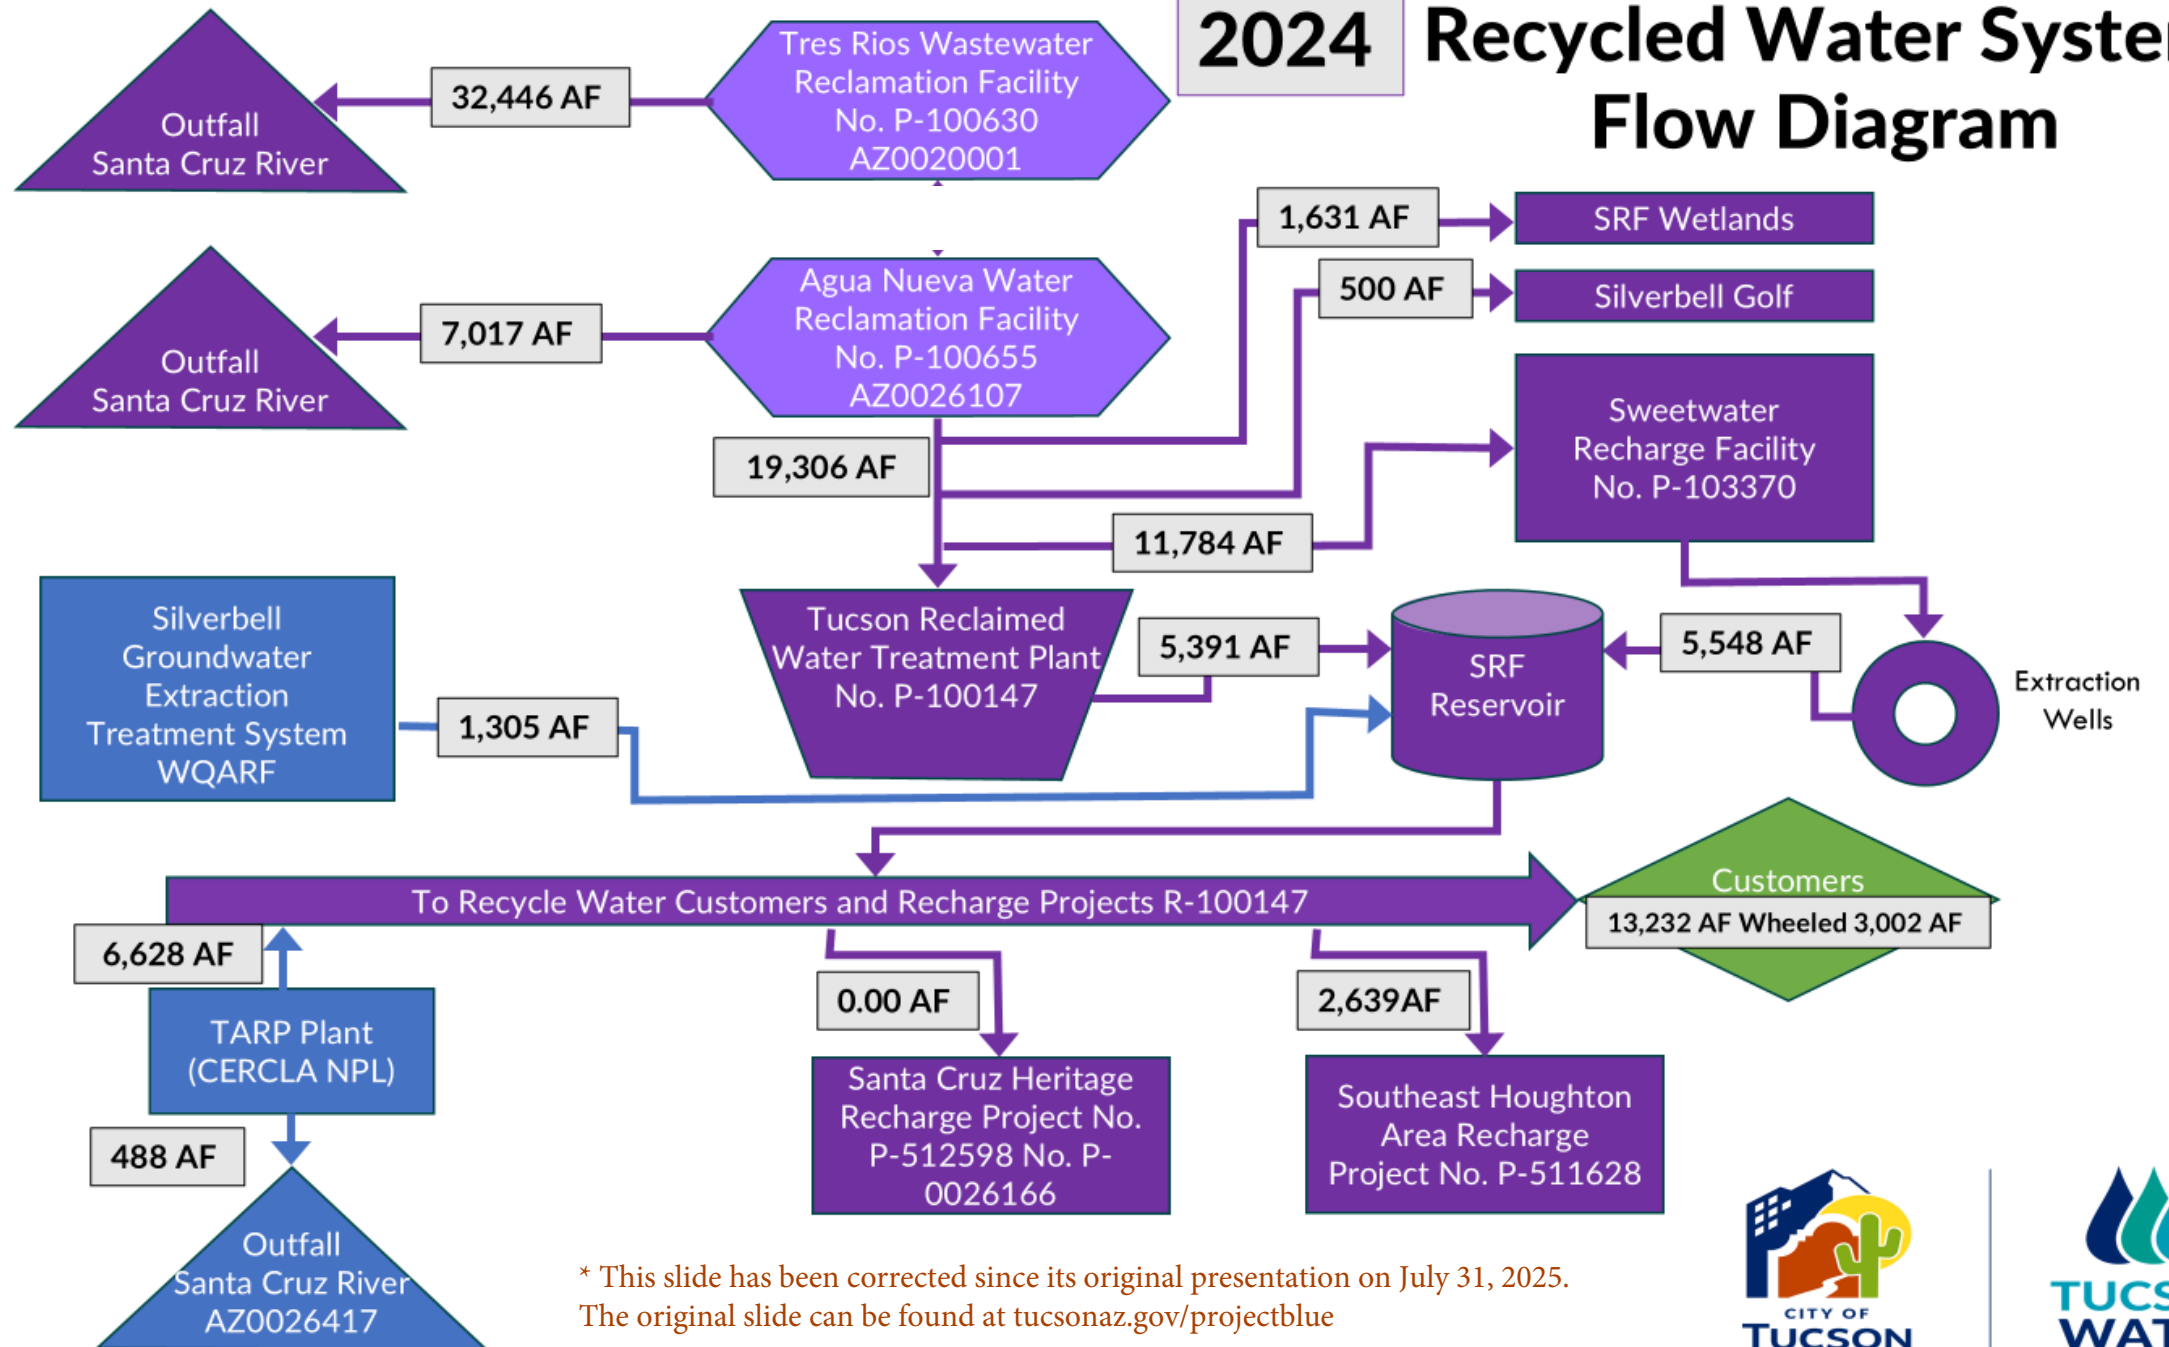 2024
Recycled Water System
Flow Diagram
Tres Rios Wastewater
Reclamation Facility
No. P-100630
AZ0020001
32,446 AF
Outfall
Santa Cruz River
1,631 AF
SRF Wetlands
500 AF
Silverbell Golf
Agua Nueva Water
Reclamation Facility
No. P-100655
AZ0026107
7,017 AF
Outfall
Santa Cruz River
19,306 AF
Sweetwater
Recharge Facility
No. P-103370
11,784 AF
Silverbell
Groundwater
Extraction
Treatment System
WQARF
1,305 AF
Tucson Reclaimed
Water Treatment Plant
No. P-100147
5,391 AF
SRF
Reservoir
5,548 AF
Extraction
Wells
To Recycle Water Customers and Recharge Projects R-100147
Customers
13,232 AF Wheeled 3,002 AF
6,628 AF
TARP Plant
(CERCLA NPL)
0.00 AF
2,639AF
Santa Cruz Heritage
Recharge Project No.
P-512598 No. P-
0026166
Southeast Houghton
Area Recharge
Project No. P-511628
488 AF
Outfall
Santa Cruz River
AZ0026417
* This slide has been corrected since its original presentation on July 31, 2025.
The original slide can be found at tucsonaz.gov/projectblue
CITY OF
TUCSON